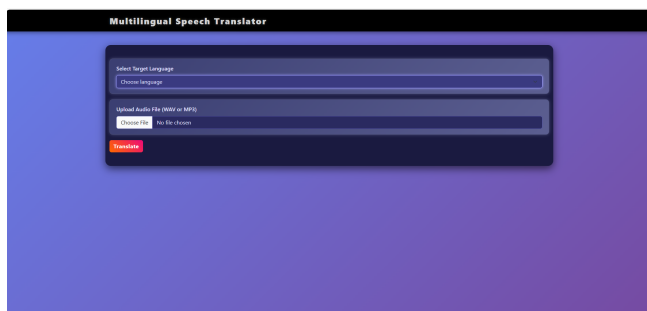 Multilingual Speech Translator
Select Target Language
Choose language
Upload Audio File (WAV or MP3)
Choose File No file chosen
Translate